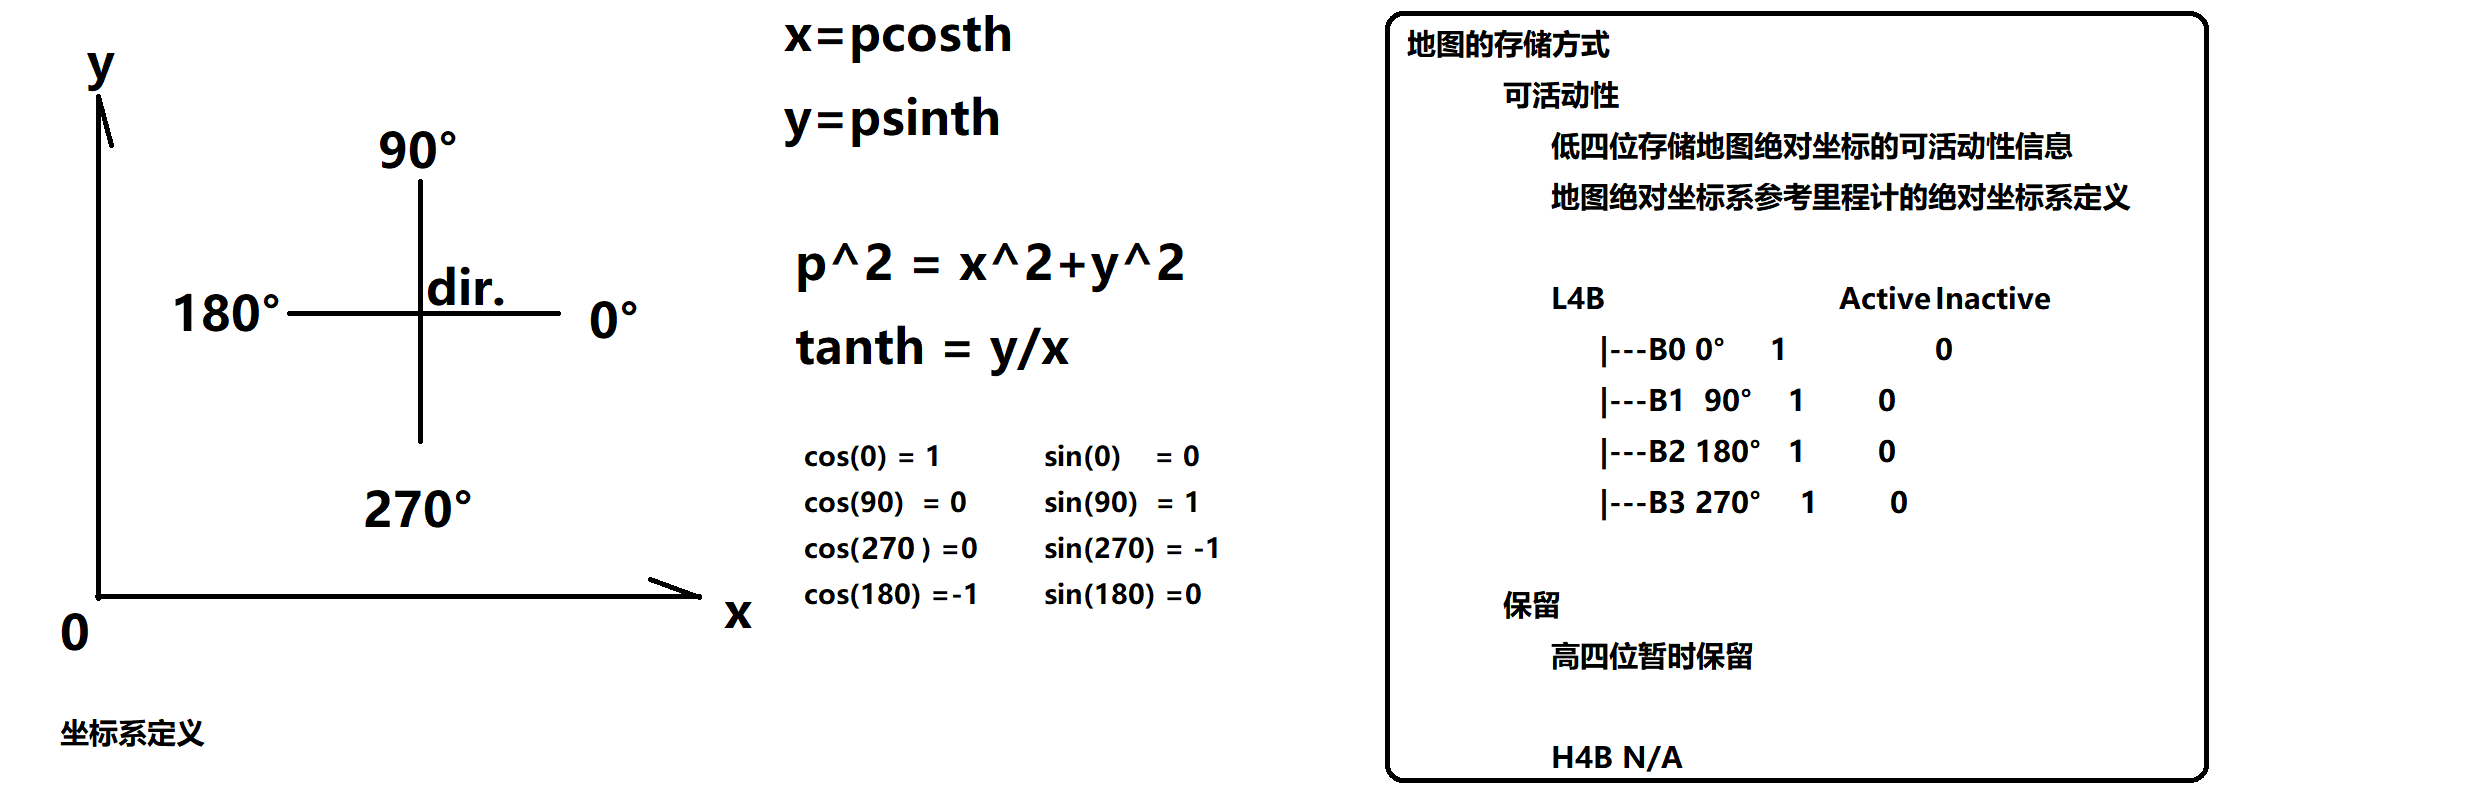 y
90°
dir.
180°
0°
270°
x
0
坐标系定义
x=pcosth
y=psinth
p^2 = x^2+y^2
tanth = y/x
cos(0) = 1 sin(0) = 0
cos(90) = 0 sin(90) = 1
cos(270 ) =0 sin(270) = -1
cos(180) =-1 sin(180) =0
地图的存储方式
可活动性
低四位存储地图绝对坐标的可活动性信息
地图绝对坐标系参考里程计的绝对坐标系定义
L4B Active Inactive
|---B0 0° 1 0
|---B1 90° 1 0
|---B2 180° 1 0
|---B3 270° 1 0
保留
高四位暂时保留
H4B N/A